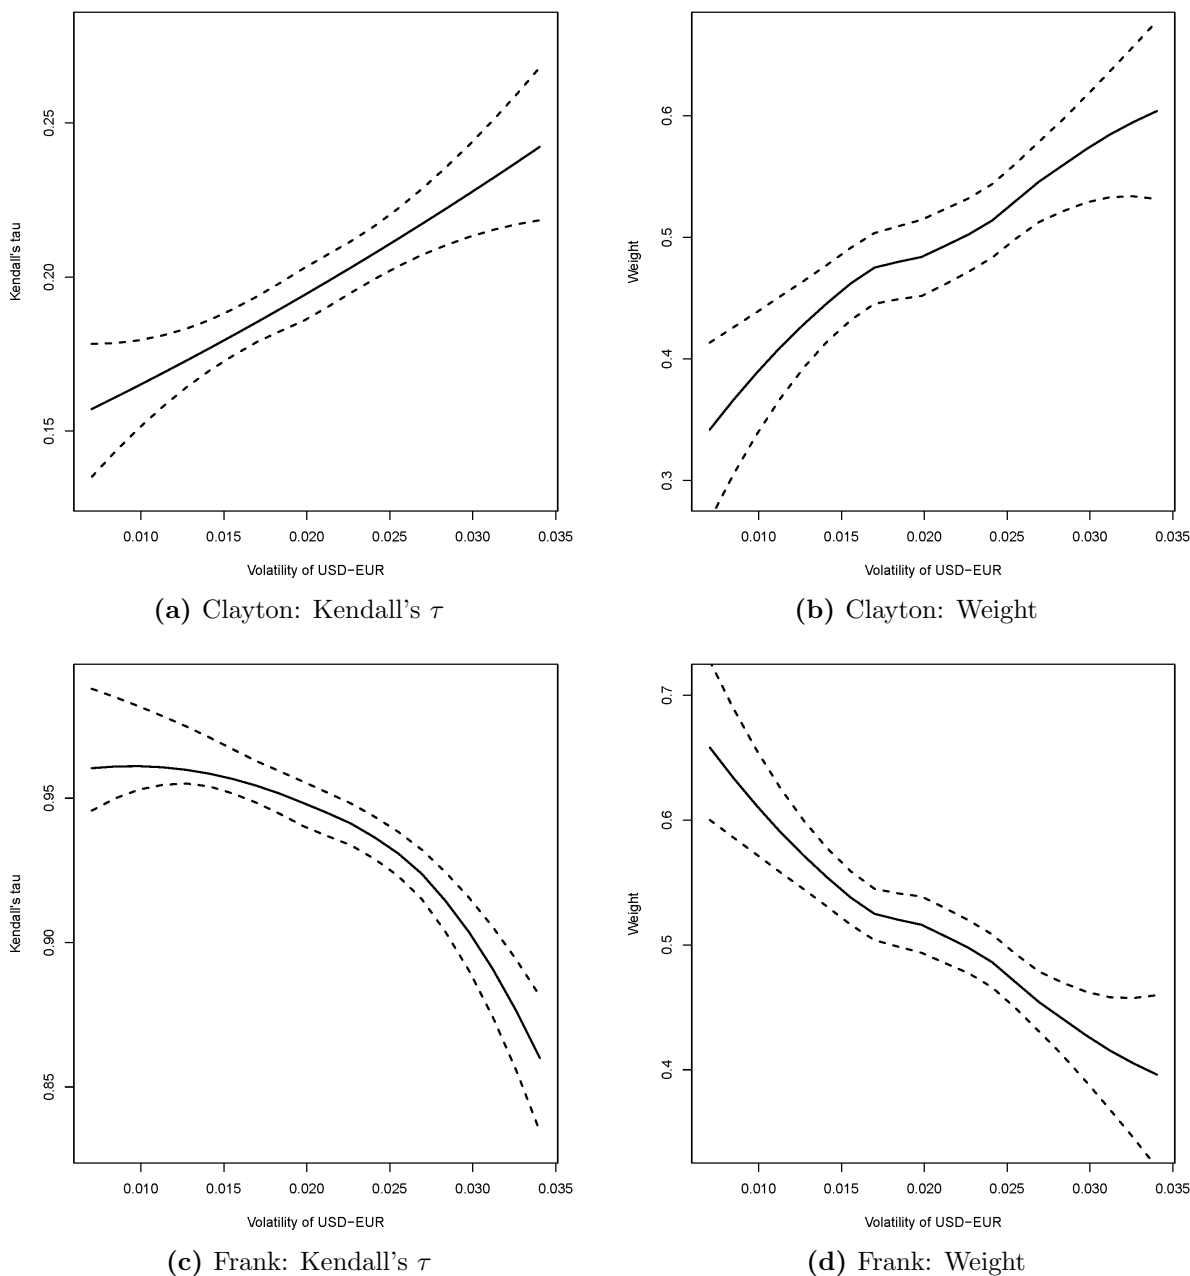 0.25
0.20
0.15
Kendall's tau
0.010 0.015 0.020 0.025 0.030 0.035
Volatility of USD−EUR
(a) Clayton: Kendall's τ
0.6
0.5
0.4
0.3
Weight
0.010 0.015 0.020 0.025 0.030 0.035
Volatility of USD−EUR
(b) Clayton: Weight
0.95
0.90
0.85
Kendall's tau
0.010 0.015 0.020 0.025 0.030 0.035
Volatility of USD−EUR
(c) Frank: Kendall's τ
0.7
0.6
0.5
0.4
Weight
0.010 0.015 0.020 0.025 0.030 0.035
Volatility of USD−EUR
(d) Frank: Weight